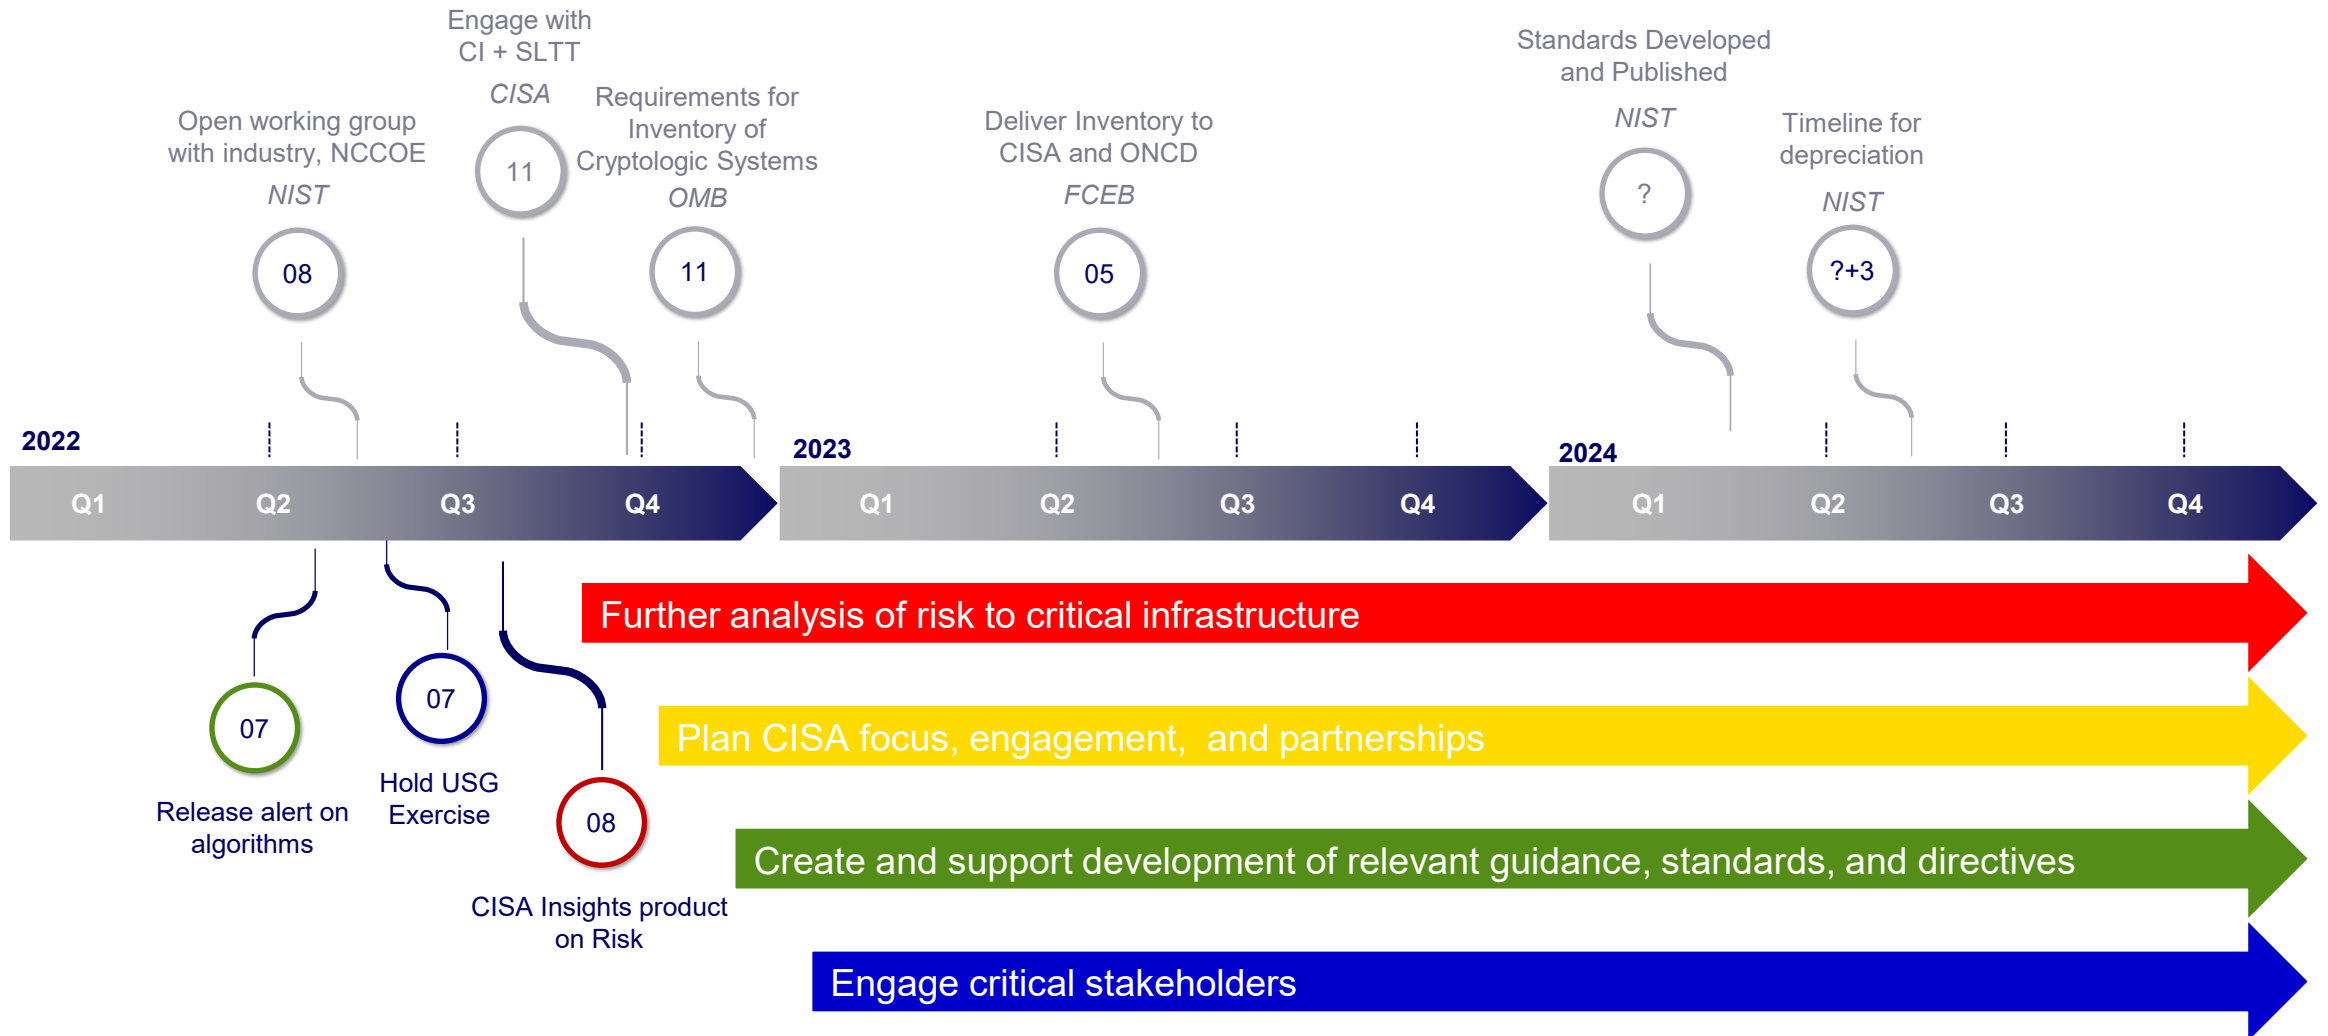 Engage with
CI + SLTT
CISA
11
Open working group
with industry, NCCOE
NIST
08
Requirements for
Inventory of
Cryptologic Systems
OMB
11
Deliver Inventory to
CISA and ONCD
FCEB
05
Standards Developed
and Published
NIST
?
Timeline for
depreciation
NIST
?+3
2022
Q1
Q2
Q3
Q4
2023
Q1
Q2
Q3
Q4
2024
Q1
Q2
Q3
Q4
07
Release alert on
algorithms
07
Hold USG
Exercise
08
CISA Insights product
on Risk
Further analysis of risk to critical infrastructure
Plan CISA focus, engagement,  and partnerships
Create and support development of relevant guidance, standards, and directives
Engage critical stakeholders